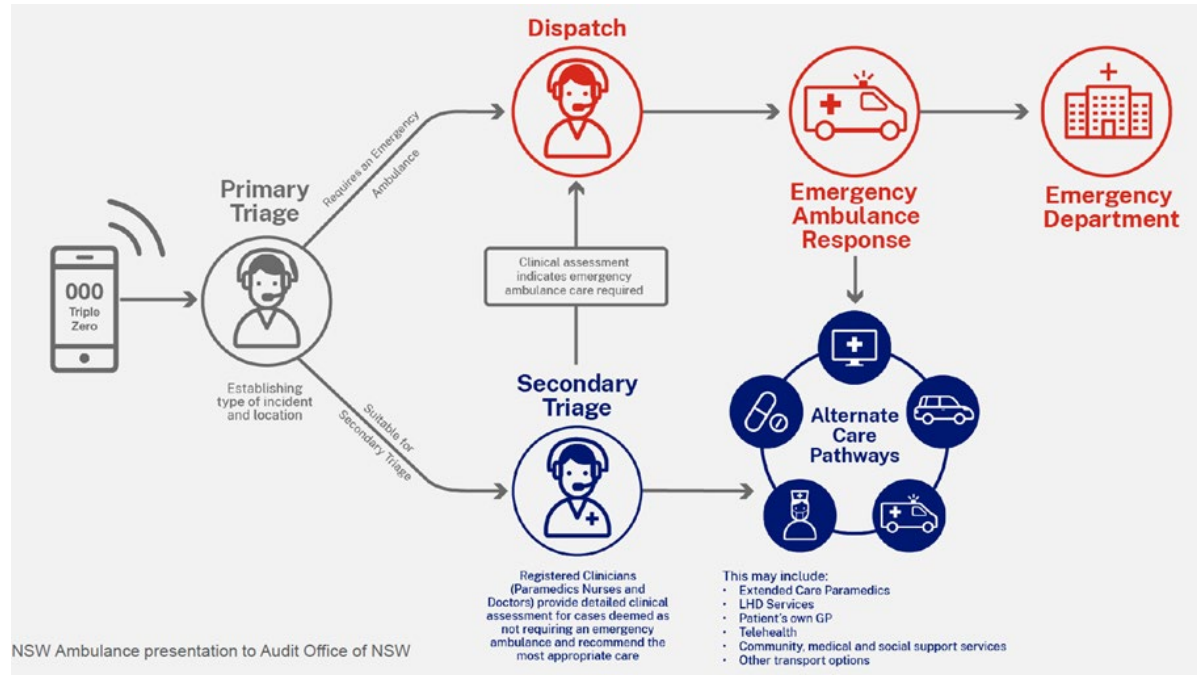 Dispatch
Requires an Emergency
Ambulance
Primary
Triage
000
Triple
Zero
Establishing
type of incident
and location
Suitable for
Secondary Triage
Clinical assessment
indicates emergency
ambulance care required
Emergency
Ambulance
Response
Emergency
Department
Secondary
Triage
Alternate
Care
Pathways
Registered Clinicians
(Paramedics Nurses and
Doctors) provide detailed clinical
assessment for cases deemed as
not requiring an emergency
ambulance and recommend the
most appropriate care
This may include:
• Extended Care Paramedics
• LHD Services
• Patient's own GP
• Telehealth
• Community, medical and social support services
• Other transport options
NSW Ambulance presentation to Audit Office of NSW